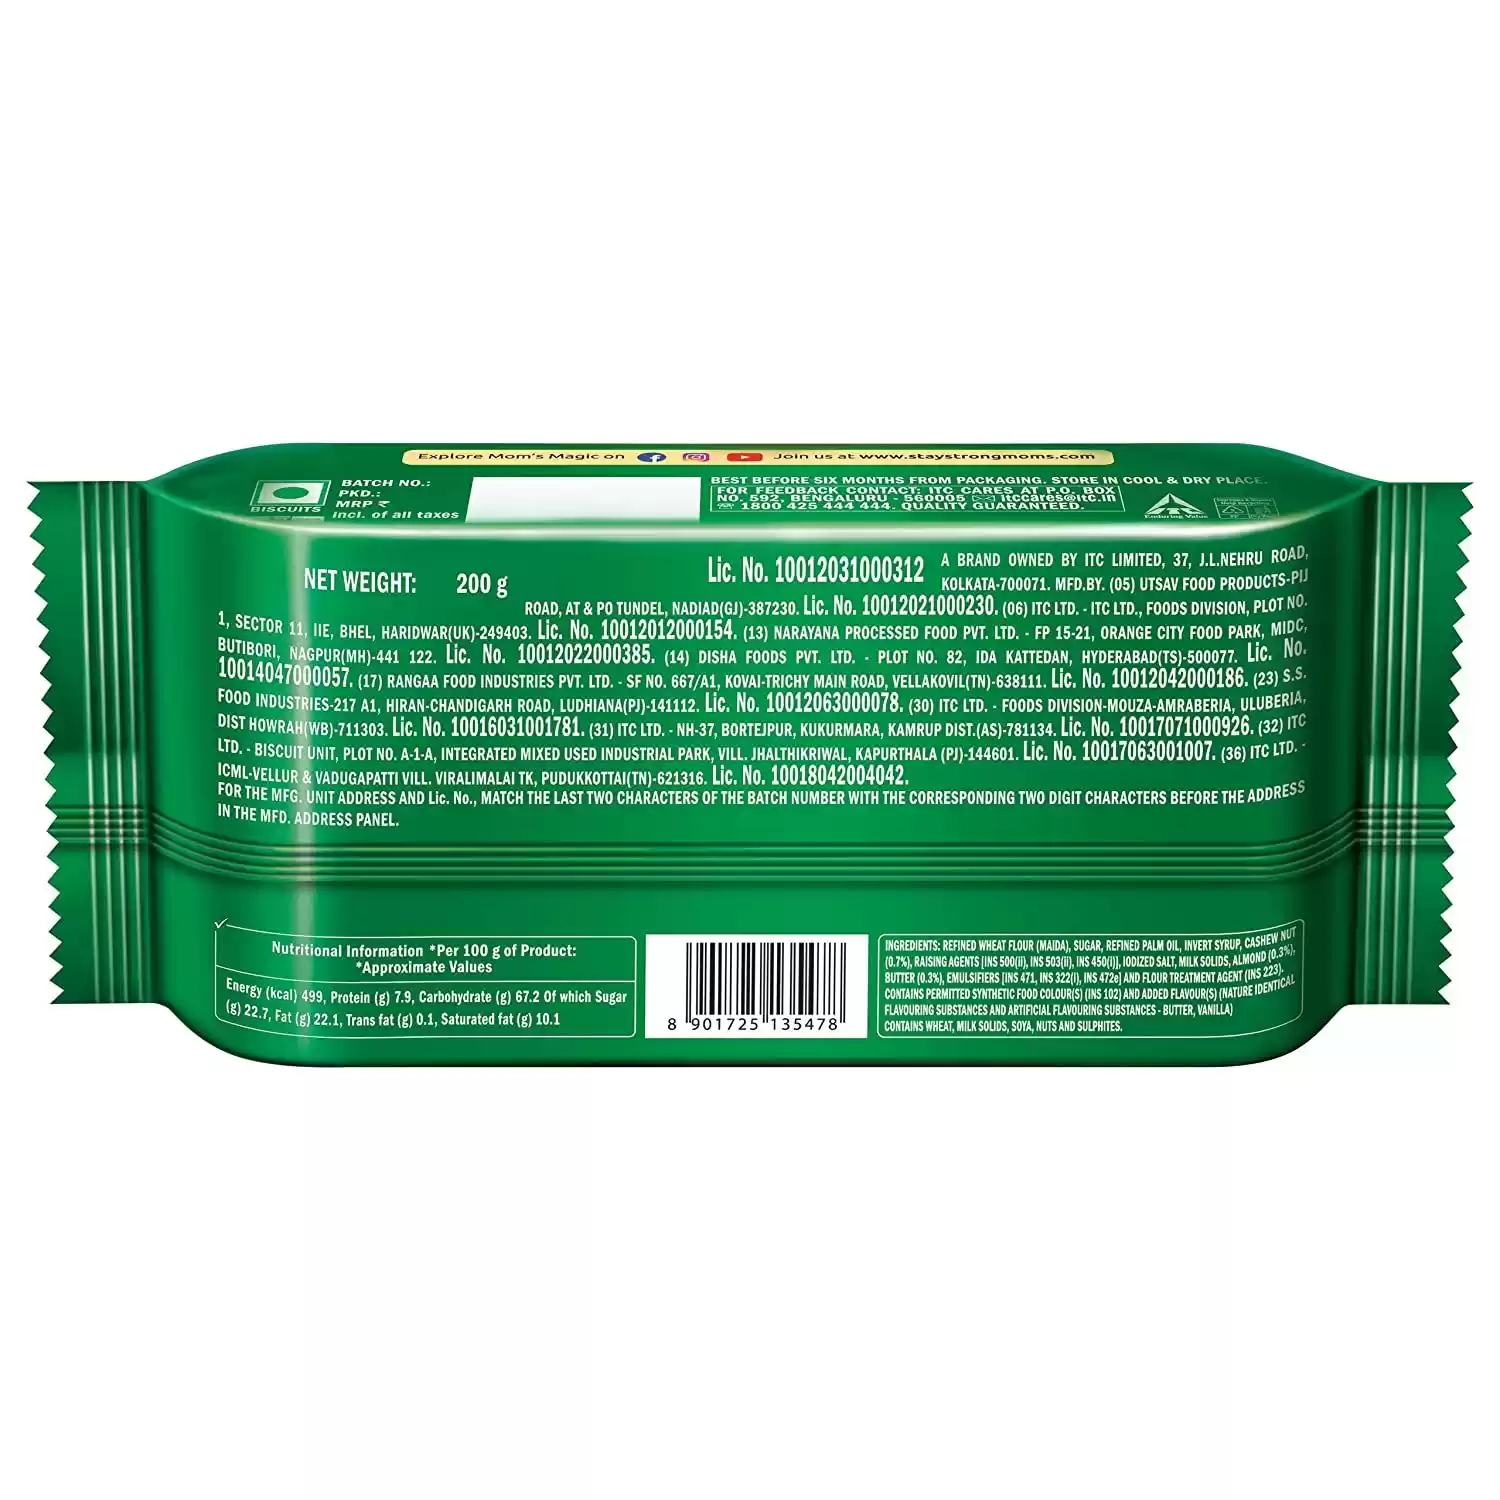 Explore Mom's Magic on Join us at www.staystrongmoms.com
BISCUITS
BATCH NO.:
PKD.:
MRP ₹
incl. of all taxes
BEST BEFORE SIX MONTHS FROM PACKAGING. STORE IN COOL & DRY PLACE.
FOR FEEDBACK CONTACT: ITC CARES AT P.O. BOX
NO. 592, BENGALURU - 560005 itccares@itc.in
1800 425 444 444. QUALITY GUARANTEED.
Enduring Value
NET WEIGHT: 200 g
Lic. No. 10012031000312 A BRAND OWNED BY ITC LIMITED, 37, J.L.NEHRU ROAD,
KOLKATA-700071. MFD.BY. (05) UTSAV FOOD PRODUCTS-PIJ
ROAD, AT & PO TUNDEL, NADIAD(GJ)-387230. Lic. No. 10012021000230. (06) ITC LTD. - ITC LTD., FOODS DIVISION, PLOT NO.
1, SECTOR 11, IIE, BHEL, HARIDWAR(UK)-249403. Lic. No. 10012012000154. (13) NARAYANA PROCESSED FOOD PVT. LTD. - FP 15-21, ORANGE CITY FOOD PARK, MIDC,
BUTIBORI, NAGPUR(MH)-441 122. Lic. No. 10012022000385. (14) DISHA FOODS PVT. LTD. - PLOT NO. 82, IDA KATTEDAN, HYDERABAD(TS)-500077. Lic. No.
10014047000057. (17) RANGAA FOOD INDUSTRIES PVT. LTD. - SF NO. 667/A1, KOVAI-TRICHY MAIN ROAD, VELLAKOVIL(TN)-638111. Lic. No. 10012042000186. (23) S.S.
FOOD INDUSTRIES-217 A1, HIRAN-CHANDIGARH ROAD, LUDHIANA(PJ)-141112. Lic. No. 10012063000078. (30) ITC LTD. - FOODS DIVISION-MOUZA-AMRABERIA, ULUBERIA,
DIST HOWRAH(WB)-711303. Lic. No. 10016031001781. (31) ITC LTD. - NH-37, BORTEJPUR, KUKURMARA, KAMRUP DIST.(AS)-781134. Lic. No. 10017071000926. (32) ITC
LTD. - BISCUIT UNIT, PLOT NO. A-1-A, INTEGRATED MIXED USED INDUSTRIAL PARK, VILL. JHALTHIKRIWAL, KAPURTHALA (PJ)-144601. Lic. No. 10017063001007. (36) ITC LTD. -
ICML-VELLUR & VADUGAPATTI VILL. VIRALIMALAI TK, PUDUKKOTTAI(TN)-621316. Lic. No. 10018042004042.
FOR THE MFG. UNIT ADDRESS AND Lic. No., MATCH THE LAST TWO CHARACTERS OF THE BATCH NUMBER WITH THE CORRESPONDING TWO DIGIT CHARACTERS BEFORE THE ADDRESS
IN THE MFD. ADDRESS PANEL.
Nutritional Information *Per 100 g of Product:
*Approximate Values
Energy (kcal) 499, Protein (g) 7.9, Carbohydrate (g) 67.2 Of which Sugar
(g) 22.7, Fat (g) 22.1, Trans fat (g) 0.1, Saturated fat (g) 10.1
8 901725 135478
INGREDIENTS: REFINED WHEAT FLOUR (MAIDA), SUGAR, REFINED PALM OIL, INVERT SYRUP, CASHEW NUT
(0.7%), RAISING AGENTS [INS 500(ii), INS 503(ii), INS 450(i)], IODIZED SALT, MILK SOLIDS, ALMOND (0.3%),
BUTTER (0.3%), EMULSIFIERS [INS 471, INS 322(i), INS 472e] AND FLOUR TREATMENT AGENT (INS 223).
CONTAINS PERMITTED SYNTHETIC FOOD COLOUR(S) (INS 102) AND ADDED FLAVOUR(S) (NATURE IDENTICAL
FLAVOURING SUBSTANCES AND ARTIFICIAL FLAVOURING SUBSTANCES - BUTTER, VANILLA)
CONTAINS WHEAT, MILK SOLIDS, SOYA, NUTS AND SULPHITES.